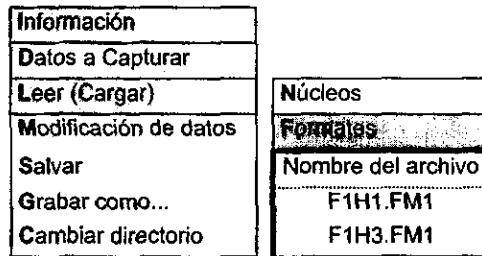 Información
Datos a Capturar
Leer (Cargar)
Modificación de datos
Salvar
Grabar como...
Cambiar directorio
Núcleos
Formales
Nombre del archivo
F1H1.FM1
F1H3.FM1